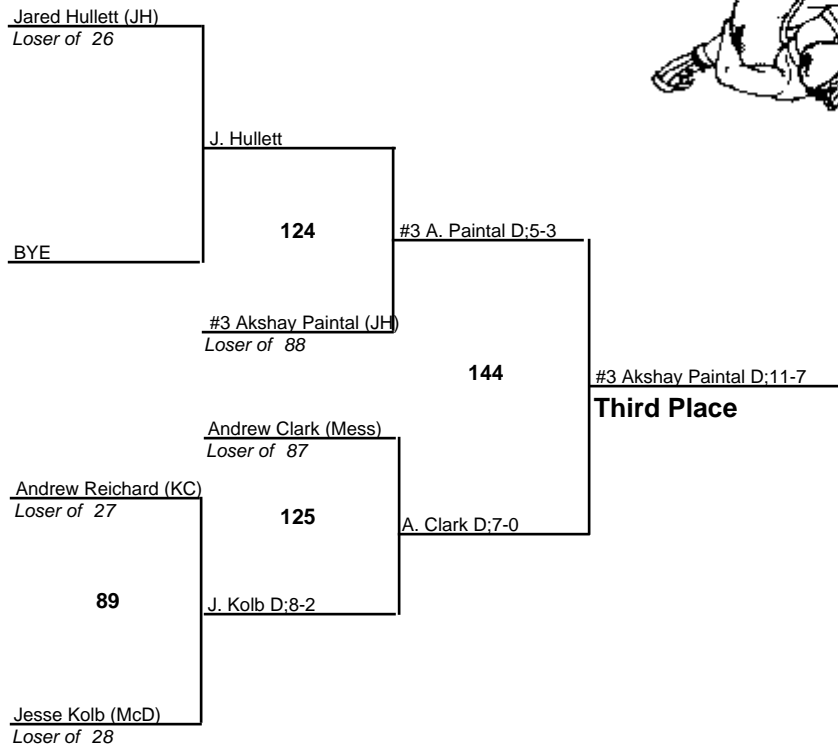 Jared Hullett (JH)
Loser of 26
J. Hullett
124
#3 A. Paintal D;5-3
BYE
#3 Akshay Paintal (JH)
Loser of 88
144
#3 Akshay Paintal D;11-7
Third Place
Andrew Clark (Mess)
Loser of 87
Andrew Reichard (KC)
Loser of 27
125
A. Clark D;7-0
89
J. Kolb D;8-2
Jesse Kolb (McD)
Loser of 28